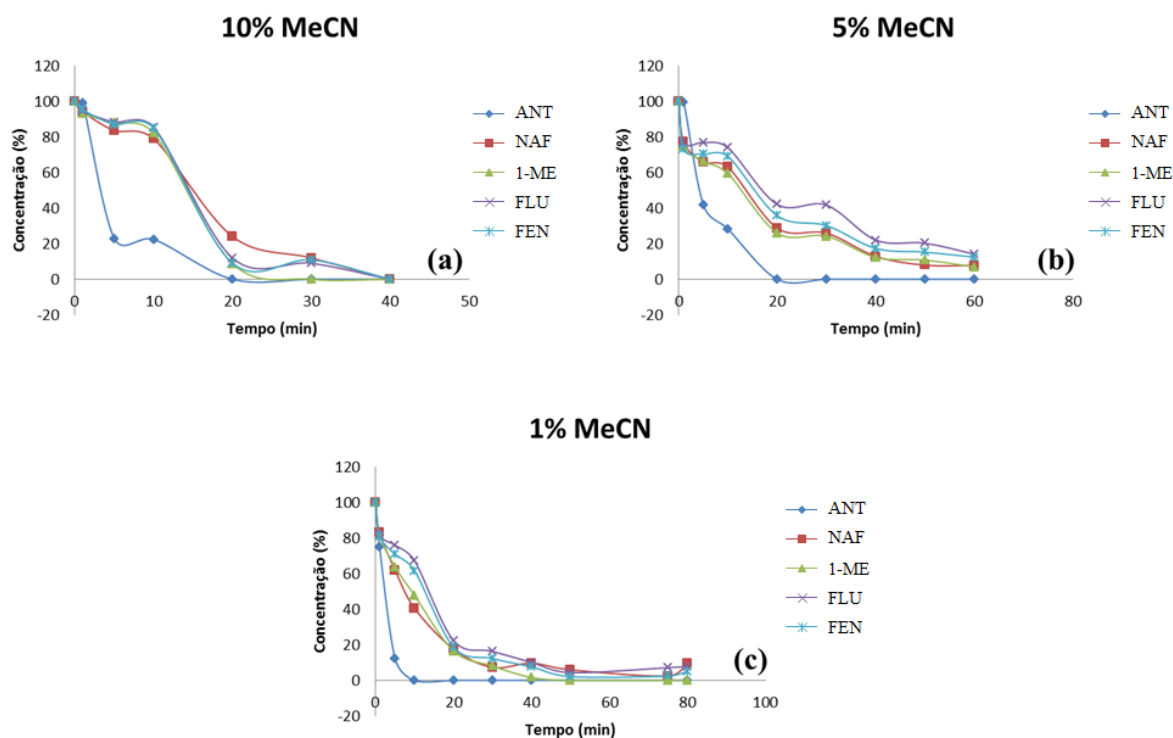 10% MeCN
120
100
80
60
40
20
0
-20
0 10 20 30 40 50
Concentração (%)
Tempo (min)
ANT
NAF
1-ME
FLU
FEN
(a)
5% MeCN
120
100
80
60
40
20
0
-20
0 20 40 60 80
Concentração (%)
Tempo (min)
ANT
NAF
1-ME
FLU
FEN
(b)
1% MeCN
120
100
80
60
40
20
0
-20
0 20 40 60 80 100
Concentração (%)
Tempo (min)
ANT
NAF
1-ME
FLU
FEN
(c)